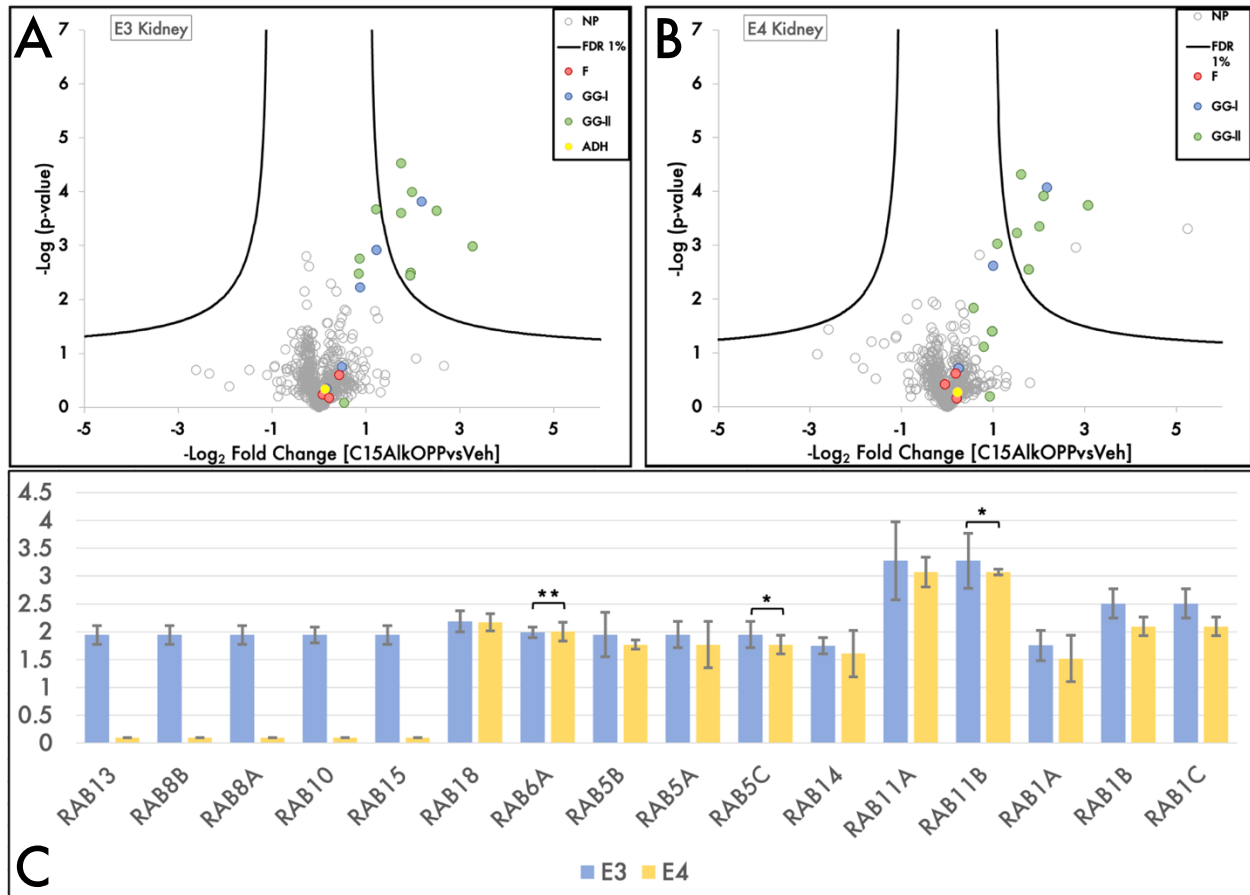 A
E3 Kidney
7
6
5
4
3
2
1
0
-Log (p-value)
-5
-3
-1
1
3
5
-Log2 Fold Change [C15AlkOPPvsVeh]
NP
FDR 1%
F
GG-I
GG-II
ADH
B
E4 Kidney
7
6
5
4
3
2
1
0
-Log (p-value)
-5
-3
-1
1
3
5
-Log2 Fold Change [C15AlkOPPvsVeh]
NP
FDR
1%
F
GG-I
GG-II
4.5
4
3.5
3
2.5
2
1.5
1
0.5
0
**
*
*
RAB13
RAB8B
RAB8A
RAB10
RAB15
RAB18
RAB6A
RAB5B
RAB5A
RAB5C
RAB14
RAB11A
RAB11B
RAB1A
RAB1B
RAB1C
C
E3 E4